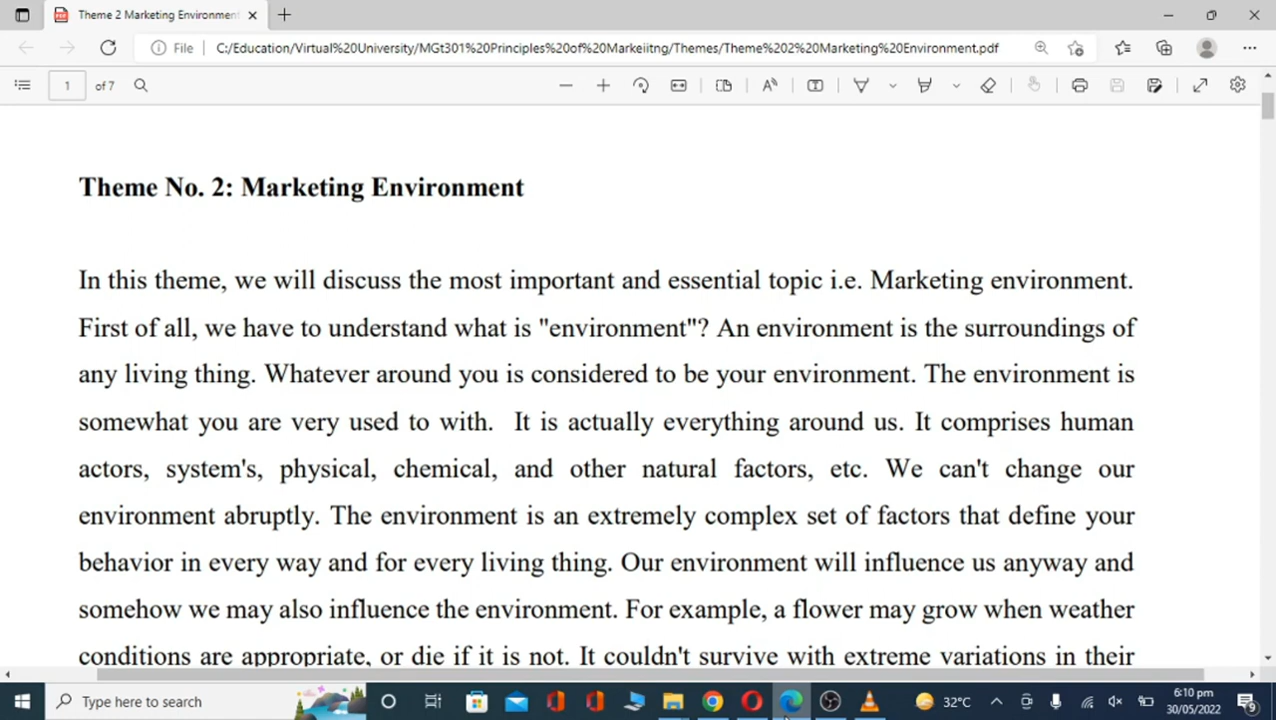 Theme 2 Marketing Environment
File C:/Education/Virtual%20University/MGt301%20Principles%20of%20Markeiitng/Themes/Theme%202%20Marketing%20Environment.pdf
1 of 7
Theme No. 2: Marketing Environment
In this theme, we will discuss the most important and essential topic i.e. Marketing environment.
First of all, we have to understand what is "environment"? An environment is the surroundings of
any living thing. Whatever around you is considered to be your environment. The environment is
somewhat you are very used to with. It is actually everything around us. It comprises human
actors, system's, physical, chemical, and other natural factors, etc. We can't change our
environment abruptly. The environment is an extremely complex set of factors that define your
behavior in every way and for every living thing. Our environment will influence us anyway and
somehow we may also influence the environment. For example, a flower may grow when weather
conditions are appropriate, or die if it is not. It couldn't survive with extreme variations in their
Type here to search
32°C
6:10 pm
30/05/2022
9